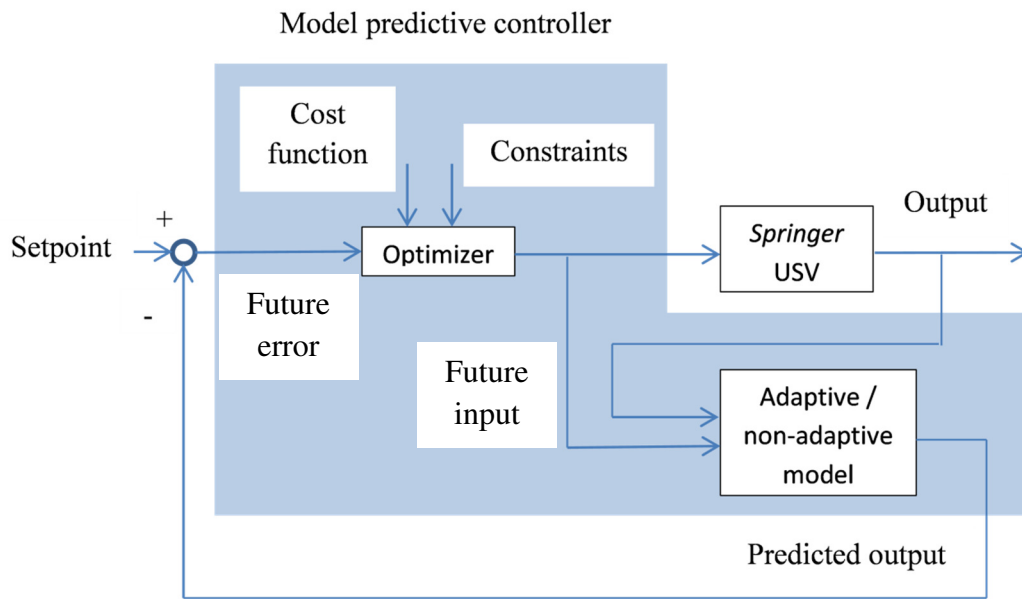 Model predictive controller
Cost
function
Constraints
+
Setpoint
Optimizer
Springer
USV
Output
-
Future
error
Future
input
Adaptive /
non-adaptive
model
Predicted output